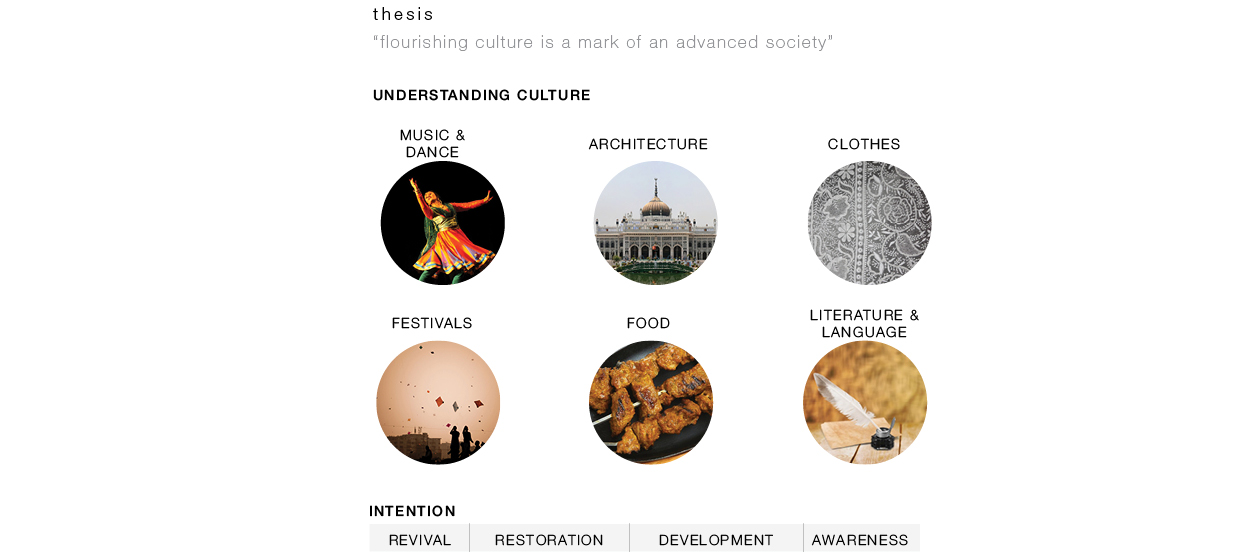 thesis
“flourishing culture is a mark of an advanced society”
UNDERSTANDING CULTURE
MUSIC &
DANCE
ARCHITECTURE
CLOTHES
FESTIVALS
FOOD
LITERATURE &
LANGUAGE
INTENTION
REVIVAL
RESTORATION
DEVELOPMENT
AWARENESS